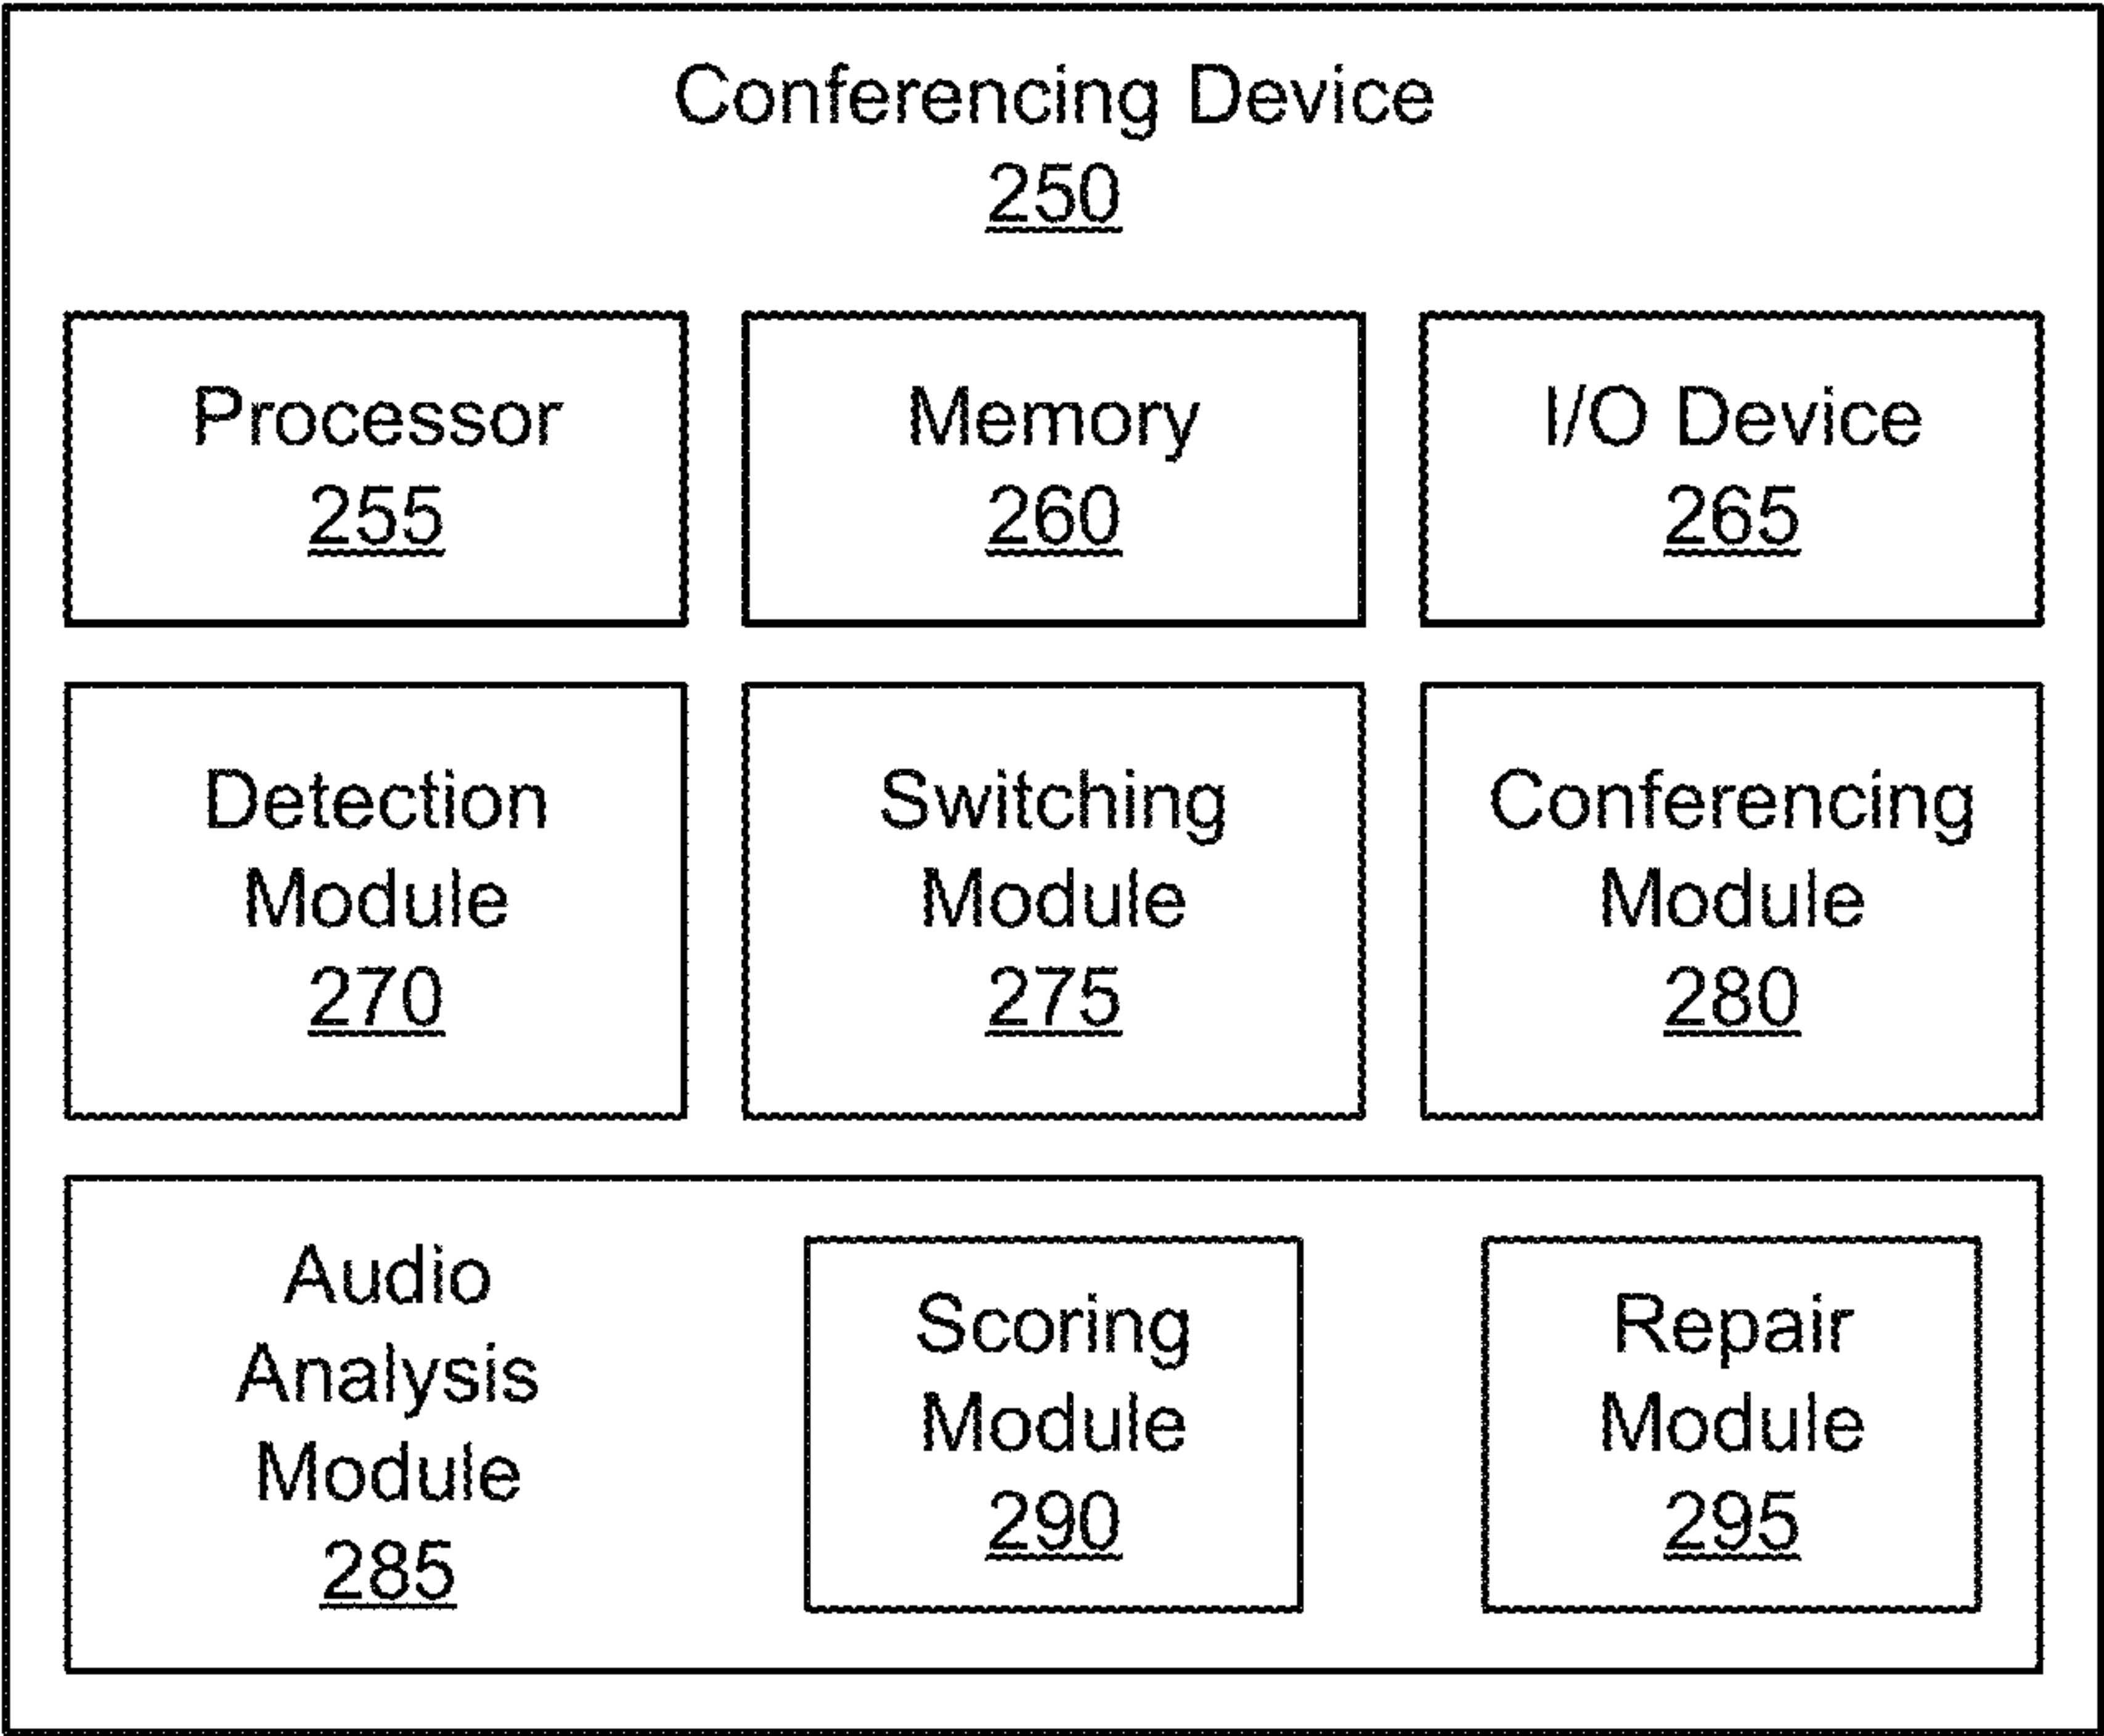 Conferencing Device
250
Processor
255
Memory
260
I/O Device
265
Detection
Module
270
Switching
Module
275
Conferencing
Module
280
Audio
Analysis
Module
285
Scoring
Module
290
Repair
Module
295